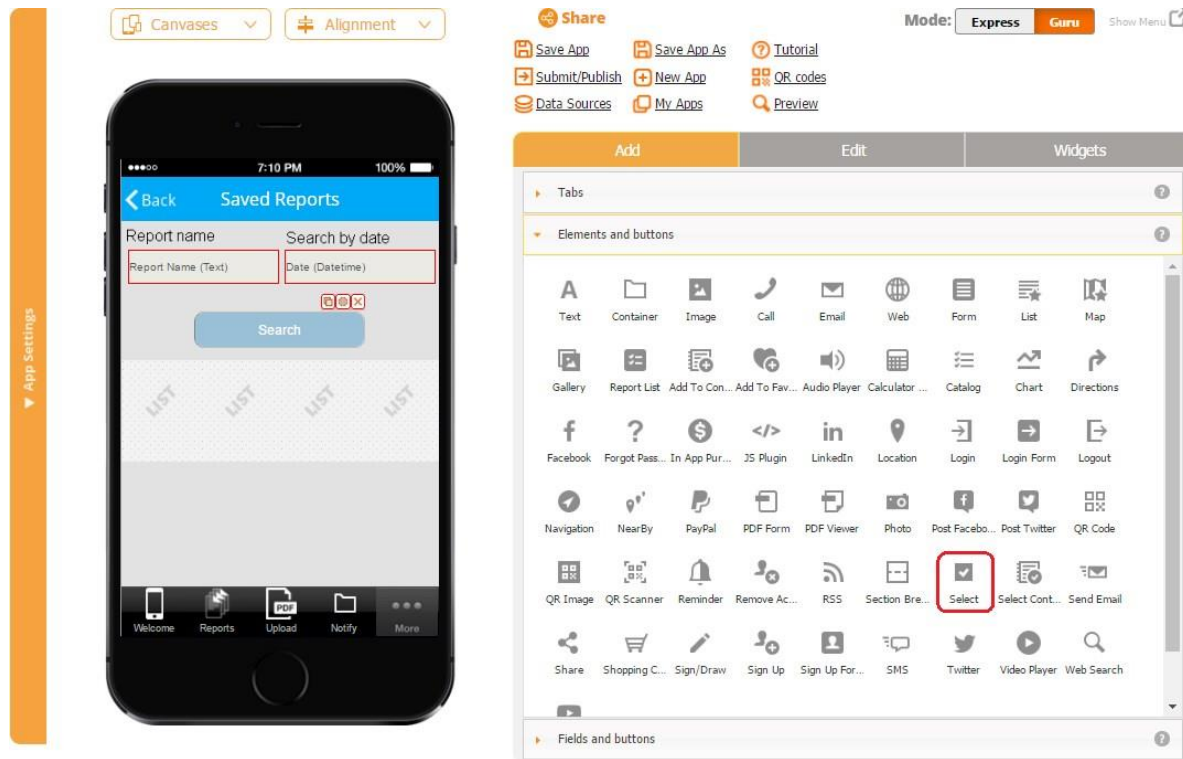 Canvases
Alignment
App Settings
7:10 PM
100%
Back
Saved Reports
Report name
Search by date
Report Name (Text)
Date (Datetime)
Search
LIST LIST LIST LIST
Welcome Reports Upload Notify More
PDF
Share
Mode: Express Guru Show Menu
Save App Save App As Tutorial
Submit/Publish New App QR codes
Data Sources My Apps Preview
Add Edit Widgets
Tabs
Elements and buttons
Text Container Image Call Email Web Form List Map
Gallery Report List Add To Con... Add To Fav... Audio Player Calculator ... Catalog Chart Directions
Facebook Forgot Pass... In App Pur... JS Plugin LinkedIn Location Login Login Form Logout
Navigation NearBy PayPal PDF Form PDF Viewer Photo Post Facebo... Post Twitter QR Code
QR Image QR Scanner Reminder Remove Ac... RSS Section Bre... Select Select Cont... Send Email
Share Shopping C... Sign/Draw Sign Up Sign Up For... SMS Twitter Video Player Web Search
Fields and buttons